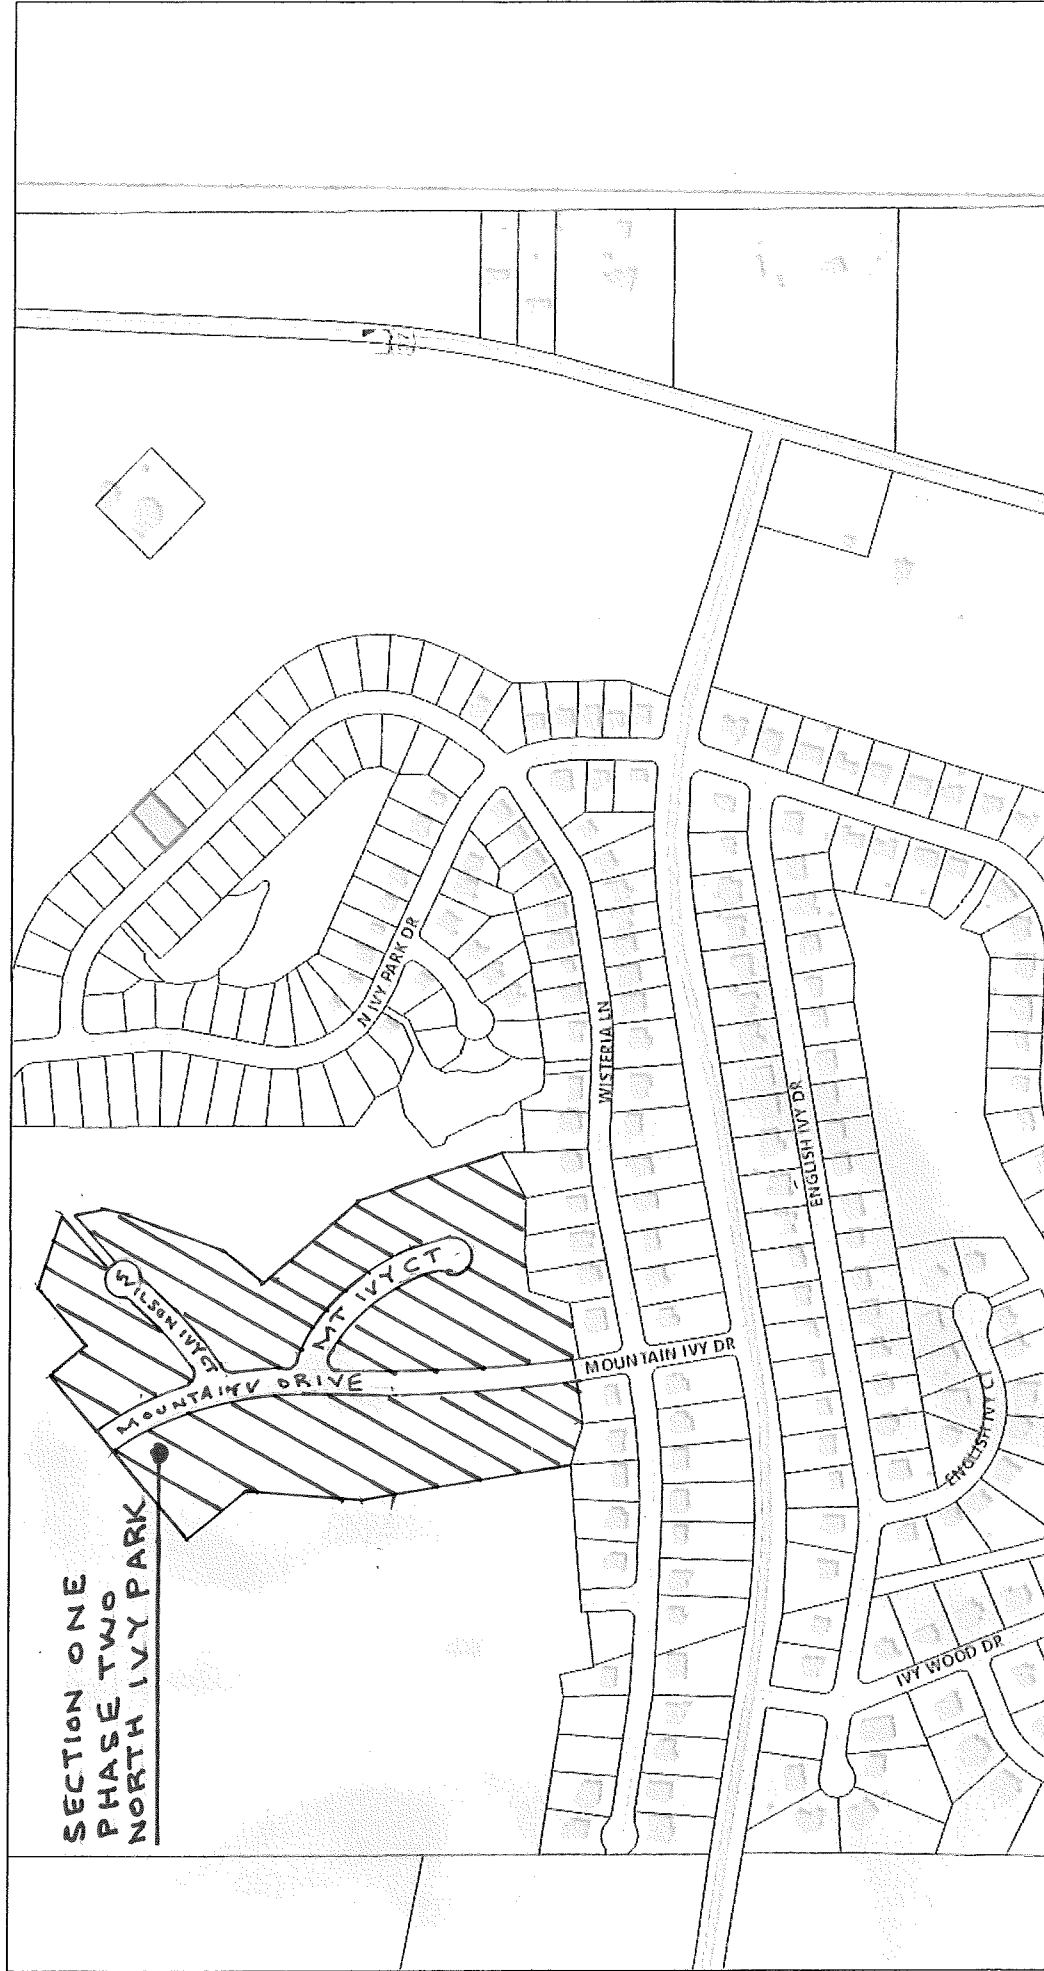 SECTION ONE
PHASE TWO
NORTH IVY PARK
WILSON IVY CT
MT IVY CT
MOUNTAIN IV DRIVE
MOUNTAIN IVY DR
N IVY PARK DR
WISTERIA LN
ENGLISH IVY DR
ENGLISH IVY CT
IVY WOOD DR